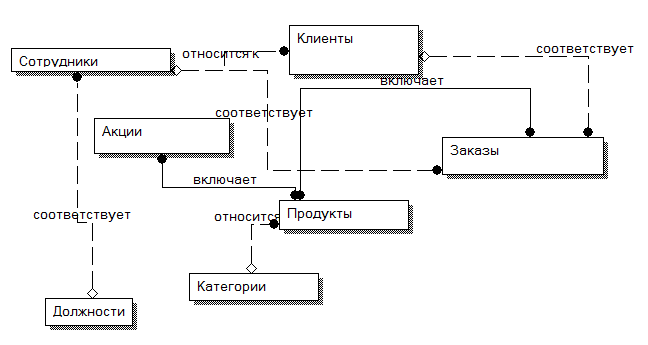 Клиенты
соответствует
относится к
Сотрудники
включает
соответствует
Акции
Заказы
включает
соответствует
относится
Продукты
Категории
Должности